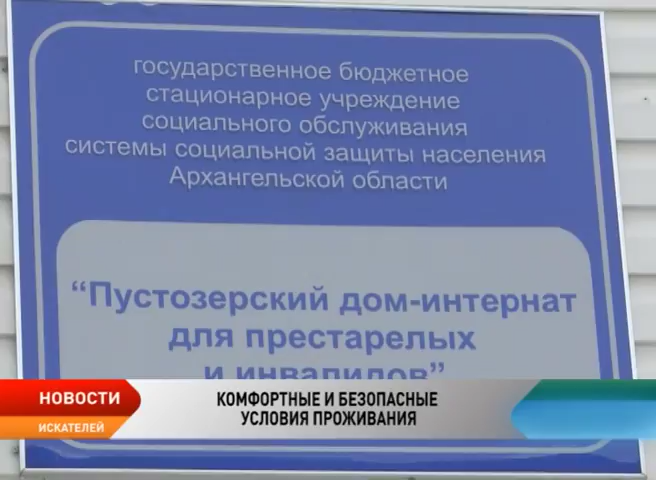 государственное бюджетное
стационарное учреждение
социального обслуживания
системы социальной защиты населения
Архангельской области
“Пустозерский дом-интернат
для престарелых
и инвалидов”
НОВОСТИ
ИСКАТЕЛЕЙ
КОМФОРТНЫЕ И БЕЗОПАСНЫЕ
УСЛОВИЯ ПРОЖИВАНИЯ